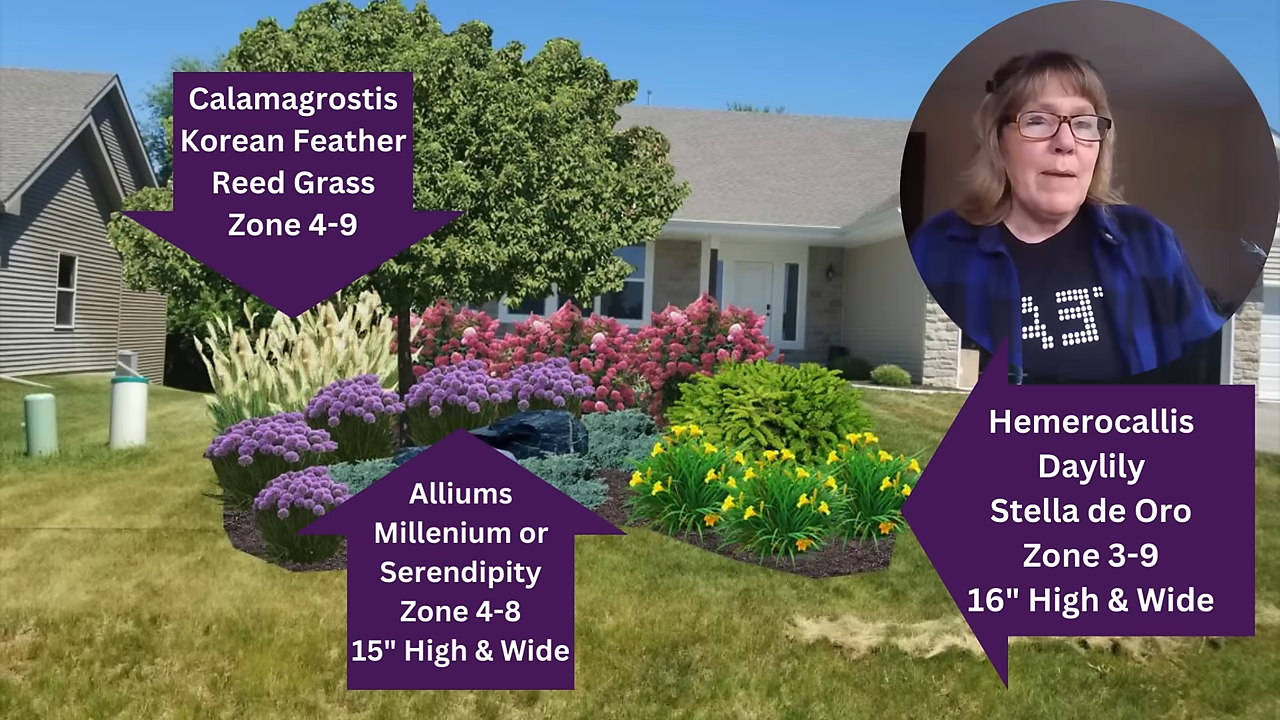 Calamagrostis
Korean Feather
Reed Grass
Zone 4-9
Alliums
Millenium or
Serendipity
Zone 4-8
15" High & Wide
Hemerocallis
Daylily
Stella de Oro
Zone 3-9
16" High & Wide